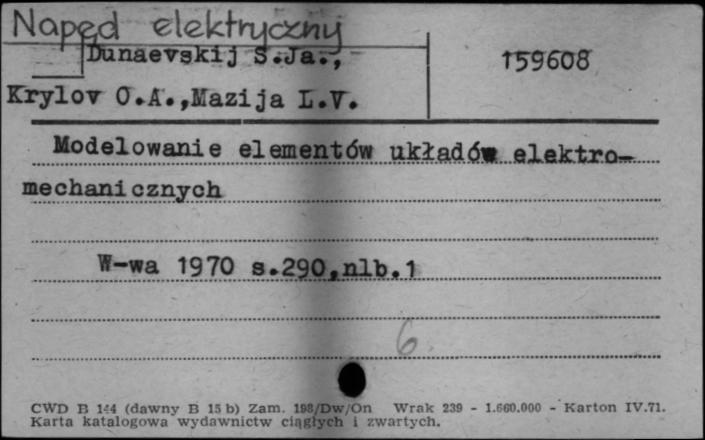 Napęd elektryczny
Dunaevskij S.Ja.,
159608
Krylov O.A.,Mazija L.V.
Modelowanie elementów układów elektro-
mechanicznych
W-wa 1970 s.290,nlb.1
6.
CWD B 144 (dawny B 15 b) Zam. 198/Dw/On Wrak 239 - 1.660.000 - Karton IV.71.
Karta katalogowa wydawnictw ciągłych i zwartych.